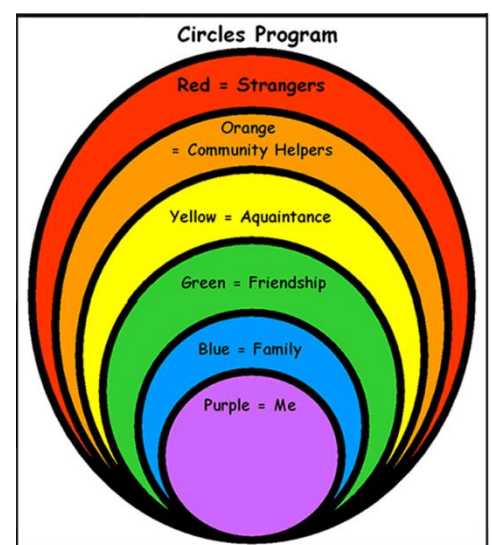 Circles Program
Red = Strangers
Orange
= Community Helpers
Yellow = Aquaintance
Green = Friendship
Blue = Family
Purple = Me